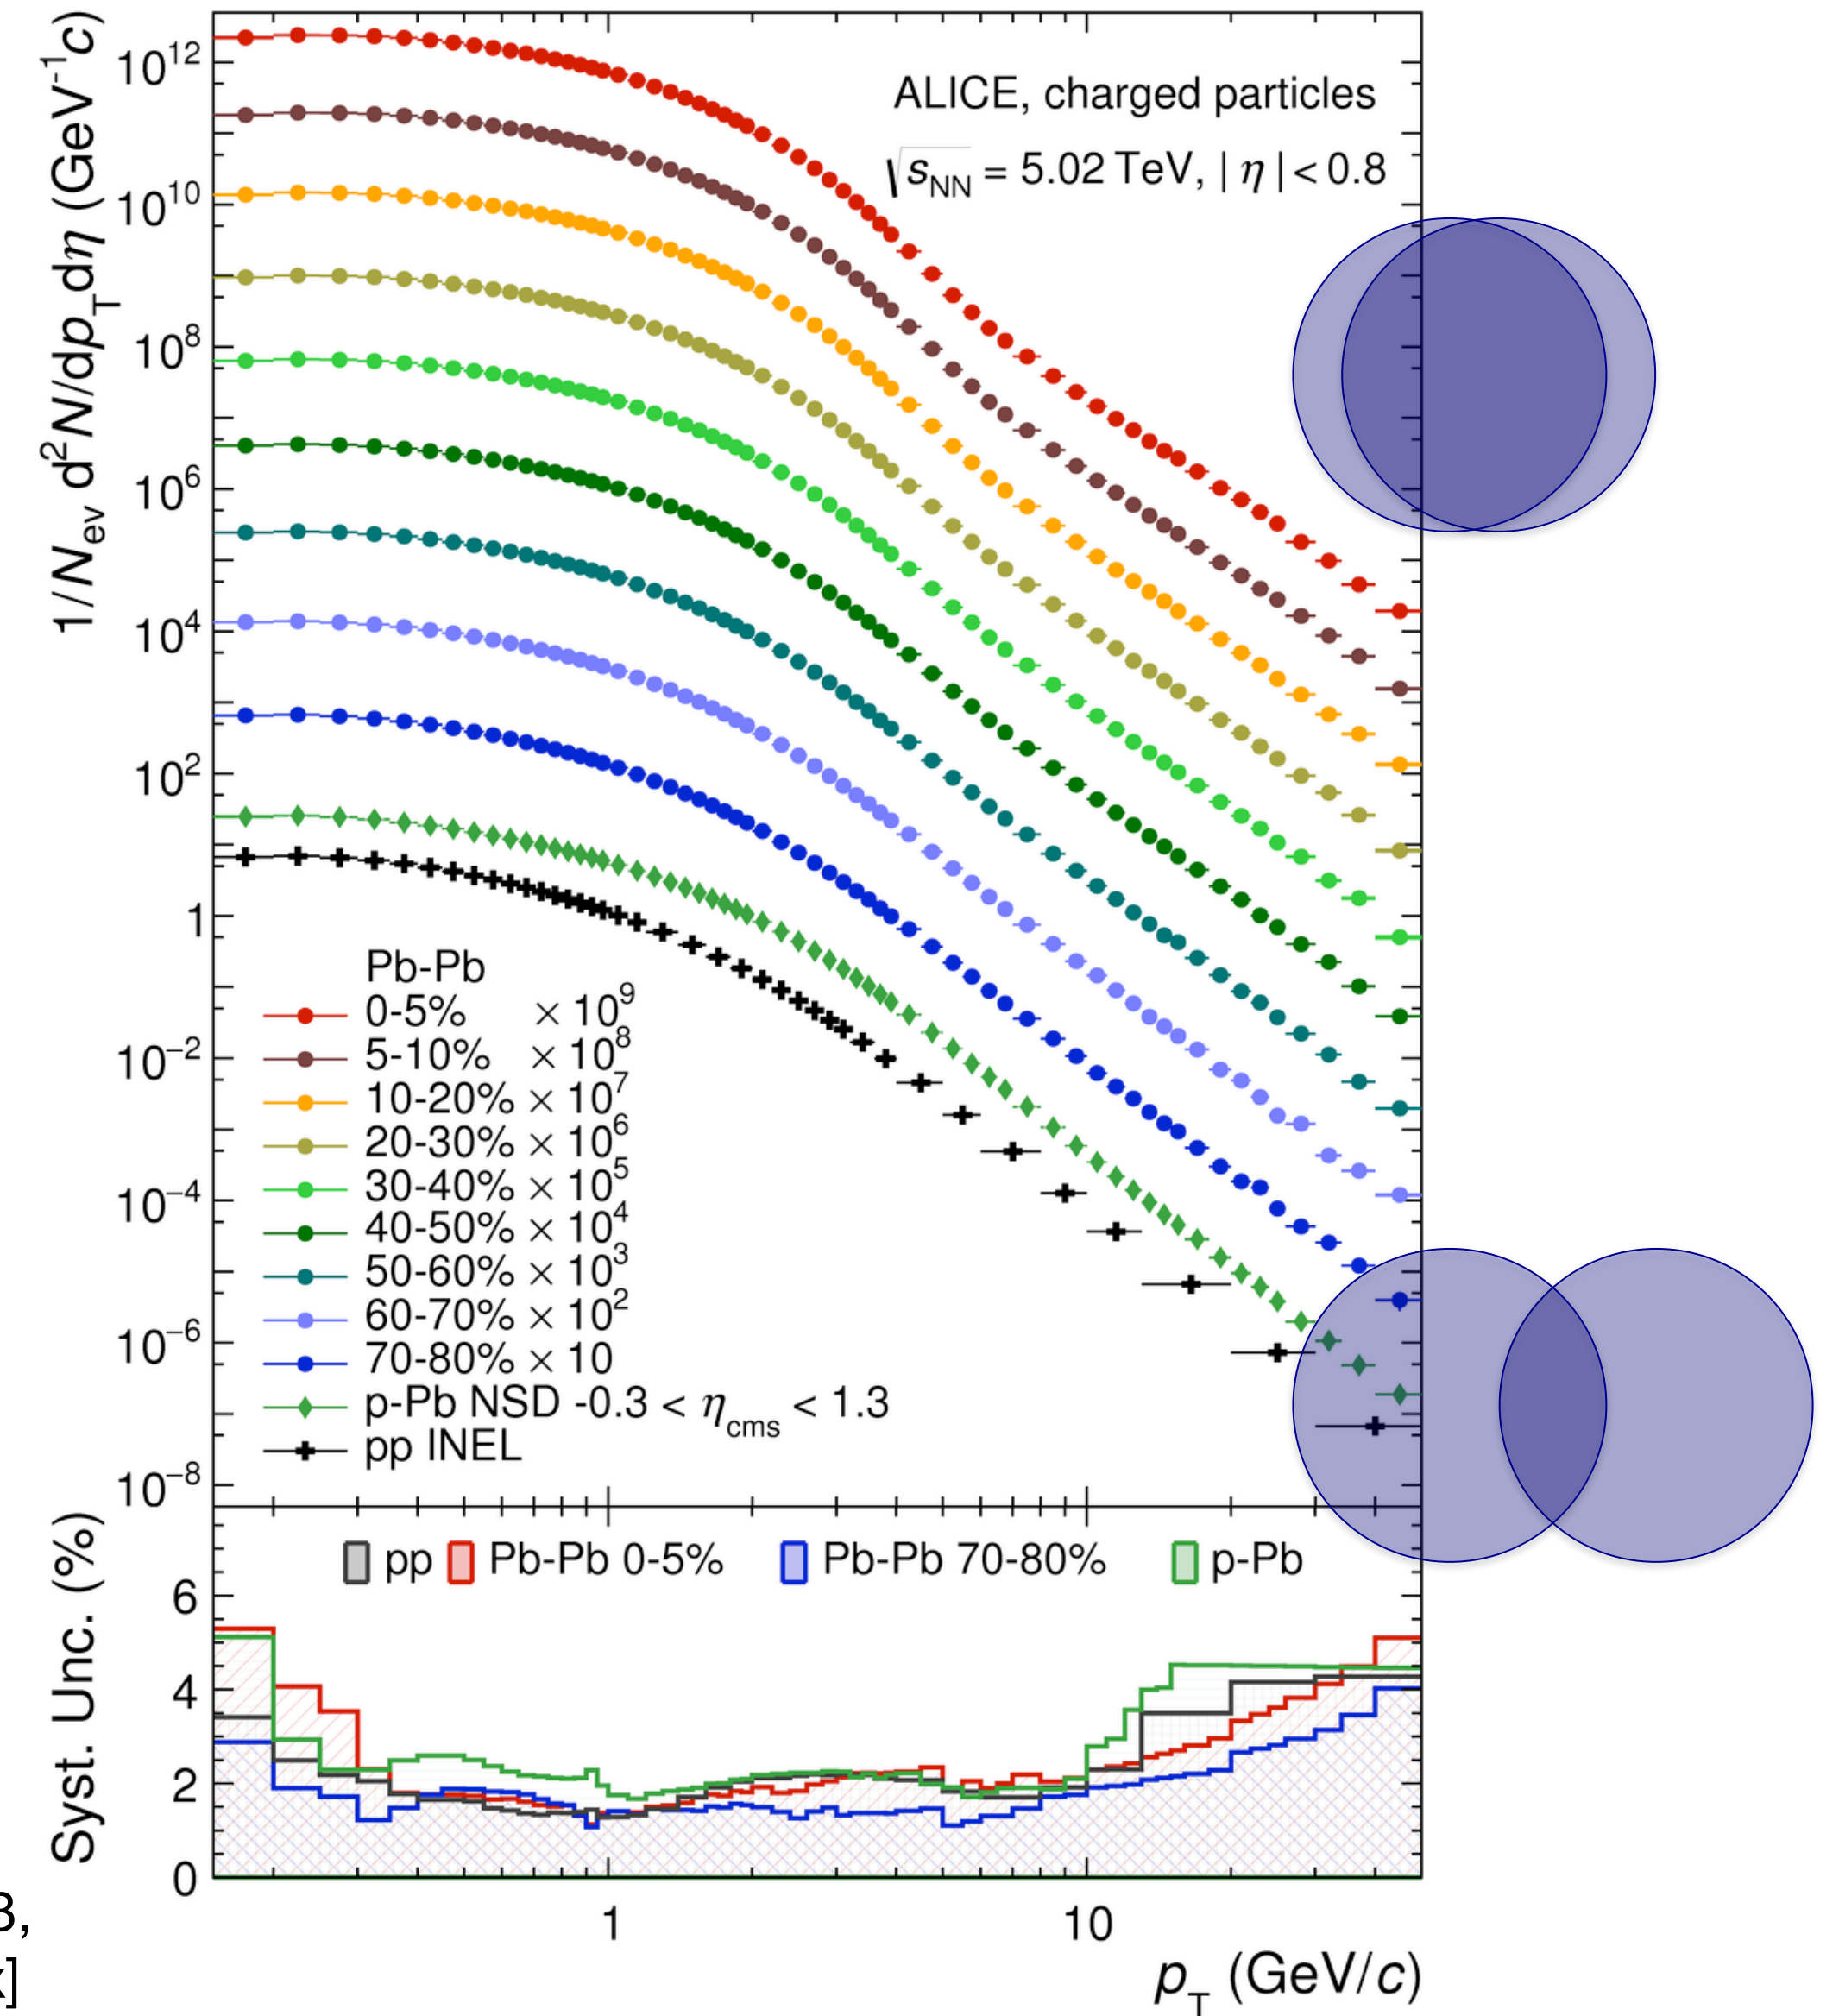 1/N_ev d²N/dp_Tdη (GeV⁻¹c)
10¹²
10¹⁰
10⁸
10⁶
10⁴
10²
1
10⁻²
10⁻⁴
10⁻⁶
10⁻⁸
ALICE, charged particles
√s_NN = 5.02 TeV, | η | < 0.8
Pb-Pb
0-5% × 10⁹
5-10% × 10⁸
10-20% × 10⁷
20-30% × 10⁶
30-40% × 10⁵
40-50% × 10⁴
50-60% × 10³
60-70% × 10²
70-80% × 10
p-Pb NSD -0.3 < η_cms < 1.3
pp INEL
Syst. Unc. (%)
pp Pb-Pb 0-5% Pb-Pb 70-80% p-Pb
6
4
2
0
1 10
p_T (GeV/c)
3,
]